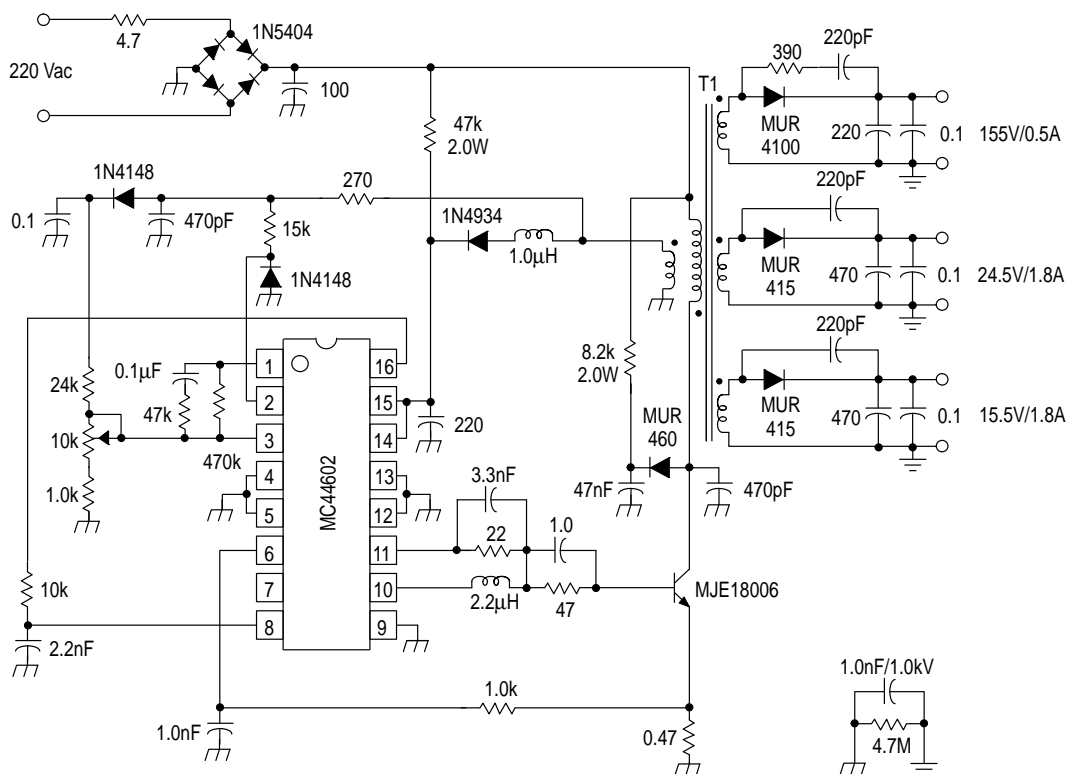 1N5404
4.7
220 Vac
100
47k
2.0W
T1
390
220pF
MUR
4100
220
0.1
155V/0.5A
1N4148
0.1
470pF
270
15k
1N4148
1N4934
1.0µH
220pF
MUR
415
470
0.1
24.5V/1.8A
220pF
MUR
415
470
0.1
15.5V/1.8A
8.2k
2.0W
MUR
460
47nF
470pF
24k
10k
1.0k
0.1µF
47k
470k
MC44602
1
2
3
4
5
6
7
8
16
15
14
13
12
11
10
9
220
3.3nF
22
1.0
2.2µH
47
MJE18006
10k
2.2nF
1.0nF
1.0k
0.47
1.0nF/1.0kV
4.7M